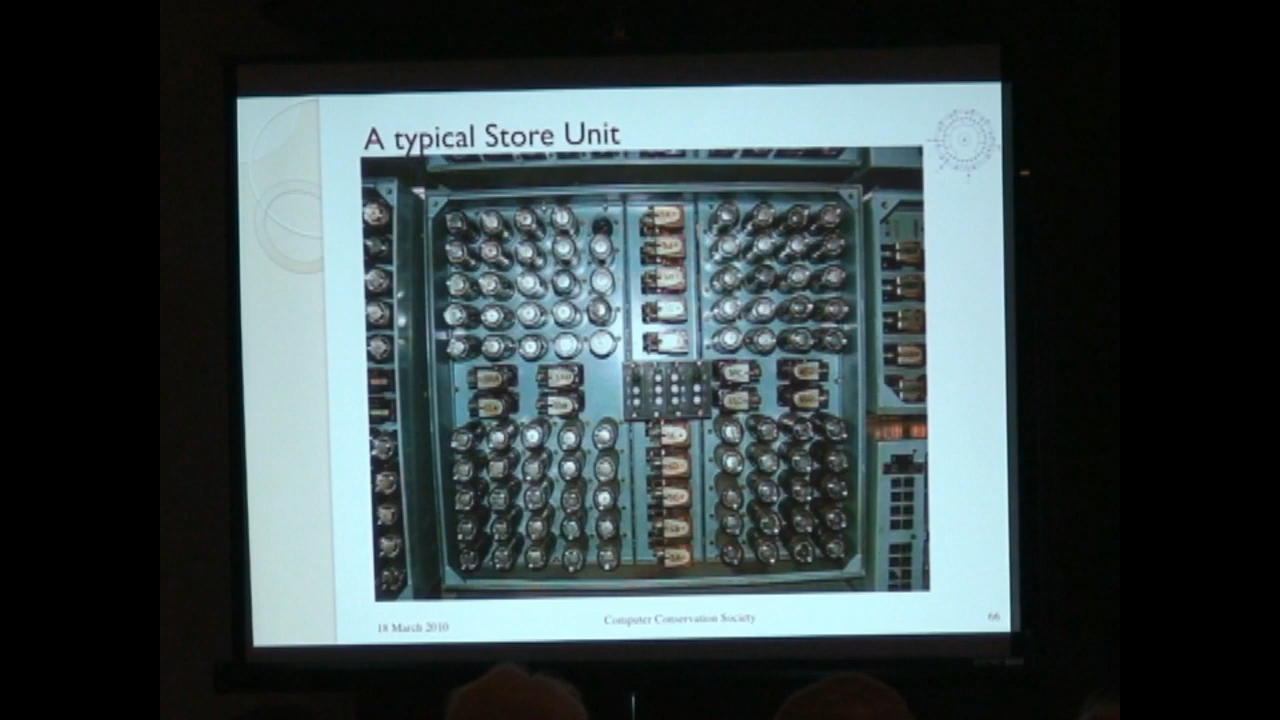 A typical Store Unit
18 March 2010
Computer Conservation Society
66